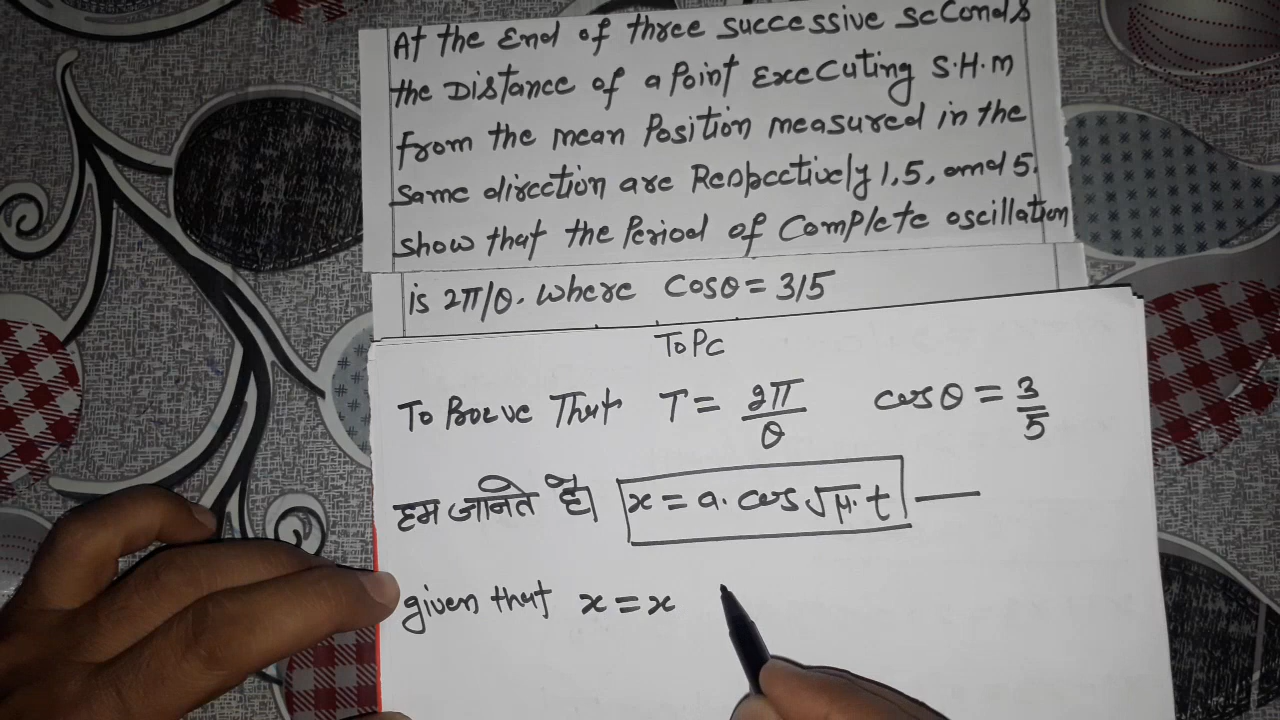 At the End of three successive seconds
the Distance of a Point Executing S.H.M
From the mean Position measured in the
Same direction are Respectively 1,5, and 5.
Show that the Period of Complete oscillation
is 2π/θ. where Cosθ = 3/5
To Pc
To Prove That T = 2π/θ cosθ = 3/5
हम जानते है। x = a. cos √μ. t
given that x = x